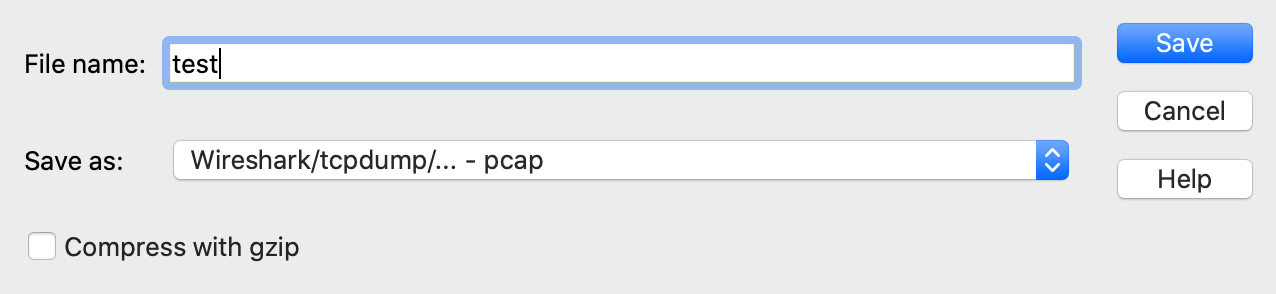 File name: test
Save
Cancel
Save as: Wireshark/tcpdump/... - pcap
Help
Compress with gzip